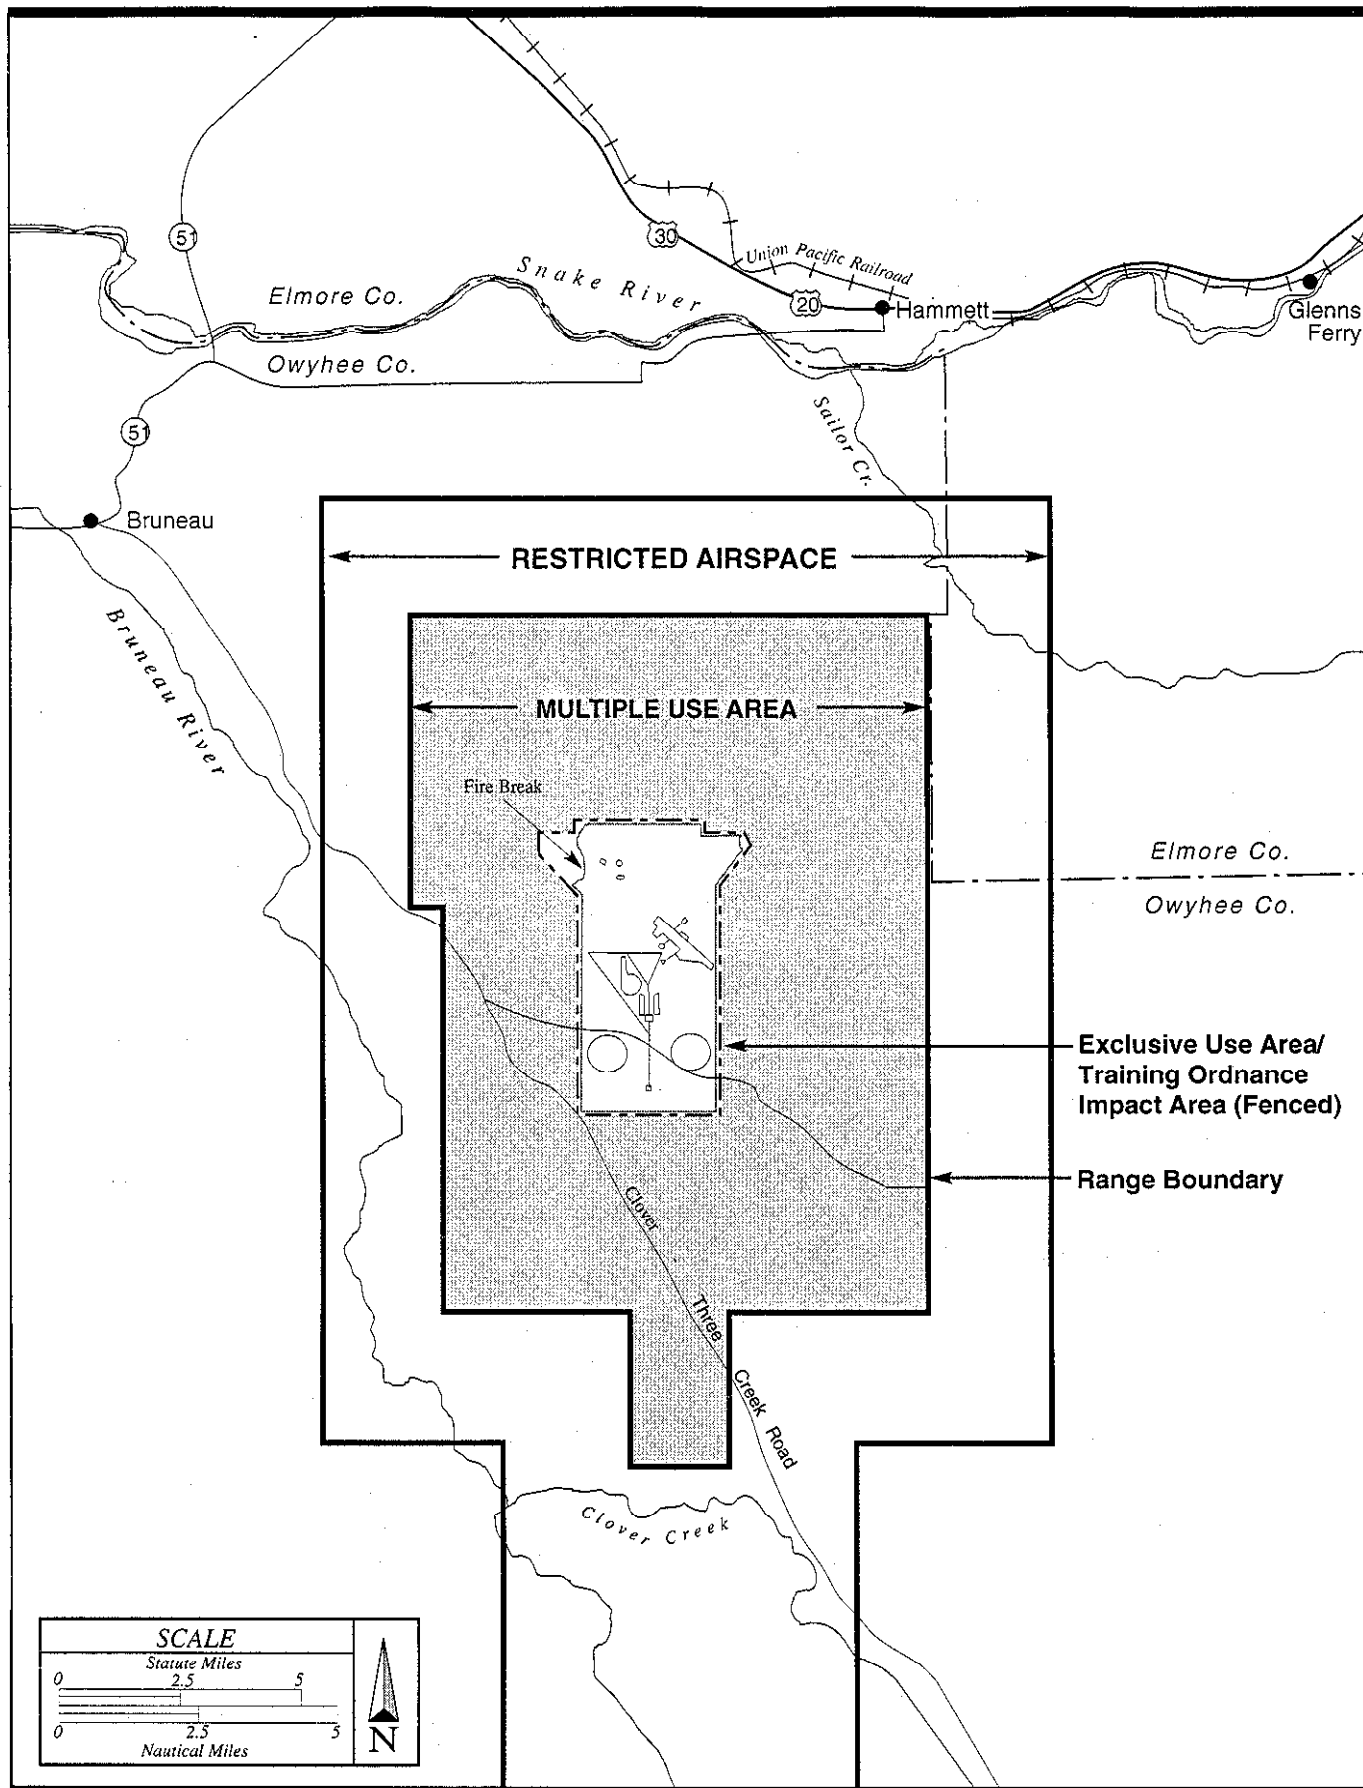 51
30
Union Pacific Railroad
Snake River
Elmore Co.
20
Hammett
Glenns
Ferry
Owyhee Co.
Sailor Cr.
51
Bruneau
RESTRICTED AIRSPACE
Bruneau River
MULTIPLE USE AREA
Fire Break
Elmore Co.
Owyhee Co.
Exclusive Use Area/
Training Ordnance
Impact Area (Fenced)
Range Boundary
Clover Three Creek Road
Clover Creek
SCALE
Statute Miles
0 2.5 5
0 2.5 5
Nautical Miles
N